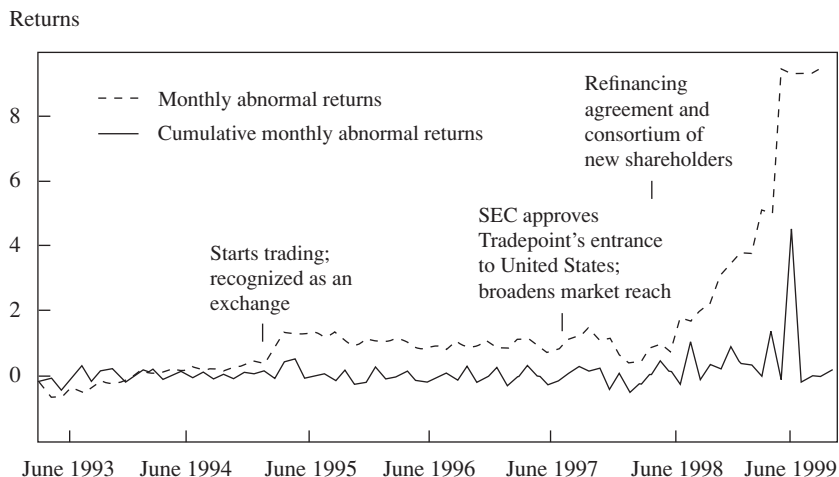 Returns
8
6
4
2
0
Monthly abnormal returns
Cumulative monthly abnormal returns
Refinancing
agreement and
consortium of
new shareholders
SEC approves
Tradepoint's entrance
to United States;
broadens market reach
Starts trading;
recognized as an
exchange
June 1993 June 1994 June 1995 June 1996 June 1997 June 1998 June 1999